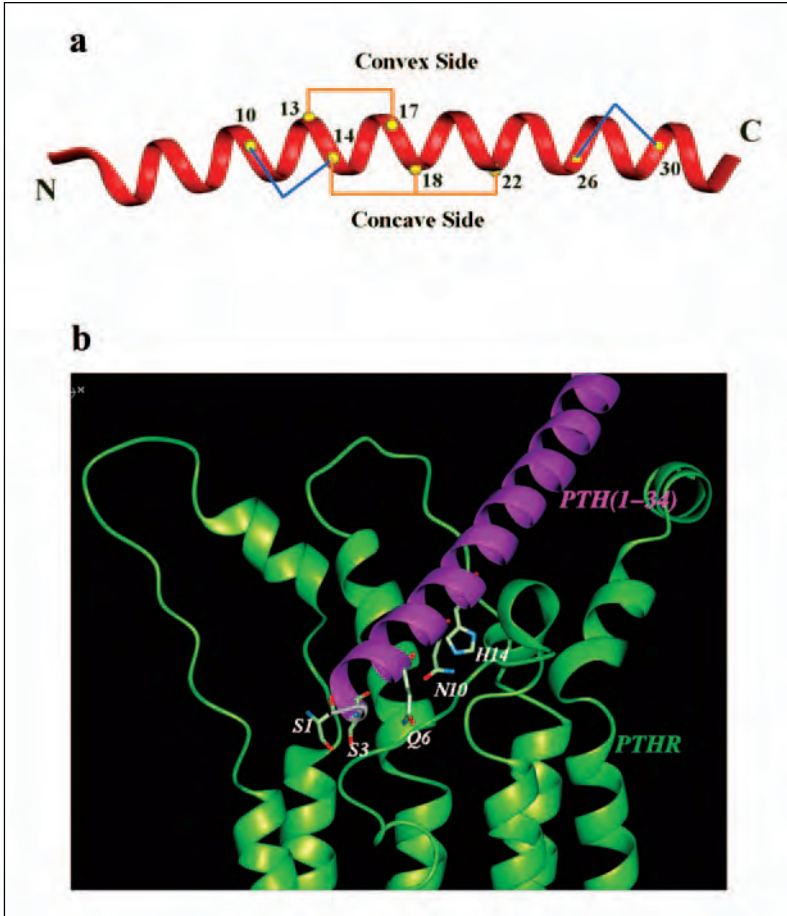 a
Convex Side
10
13
17
14
C
N
18
22
26
30
Concave Side
b
PTH(1-34)
H14
N10
S1
S3
Q6
PTHR